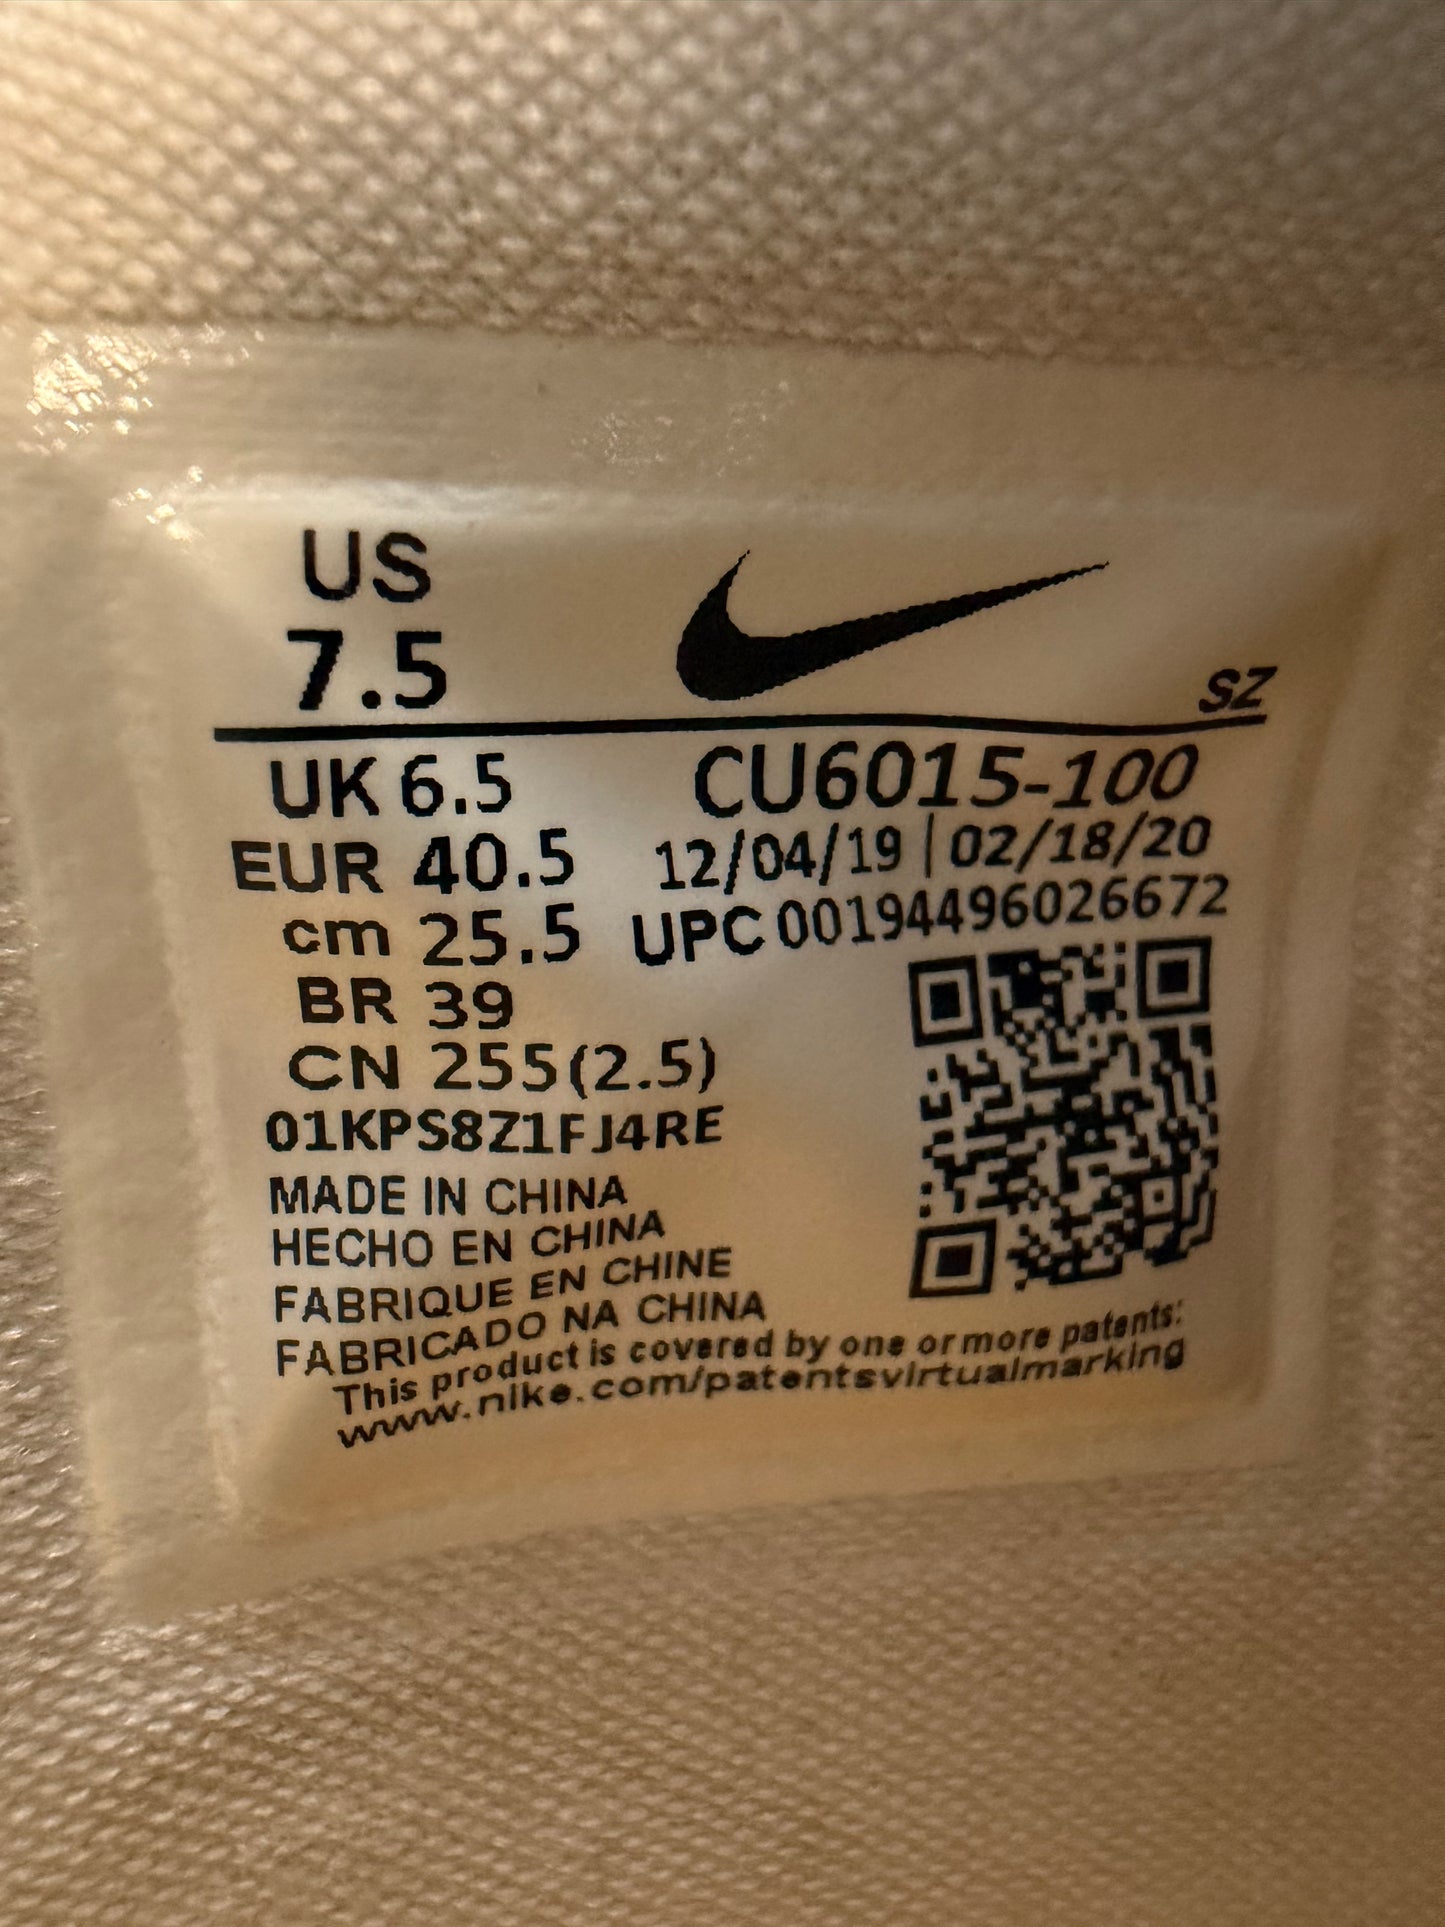 US
7.5
SZ
UK 6.5 CU6015-100
EUR 40.5 12/04/19 | 02/18/20
cm 25.5 UPC 00194496026672
BR 39
CN 255(2.5)
01KPS8Z1FJ4RE
MADE IN CHINA
HECHO EN CHINA
FABRIQUE EN CHINE
FABRICADO NA CHINA
This product is covered by one or more patents:
www.nike.com/patentsvirtualmarking